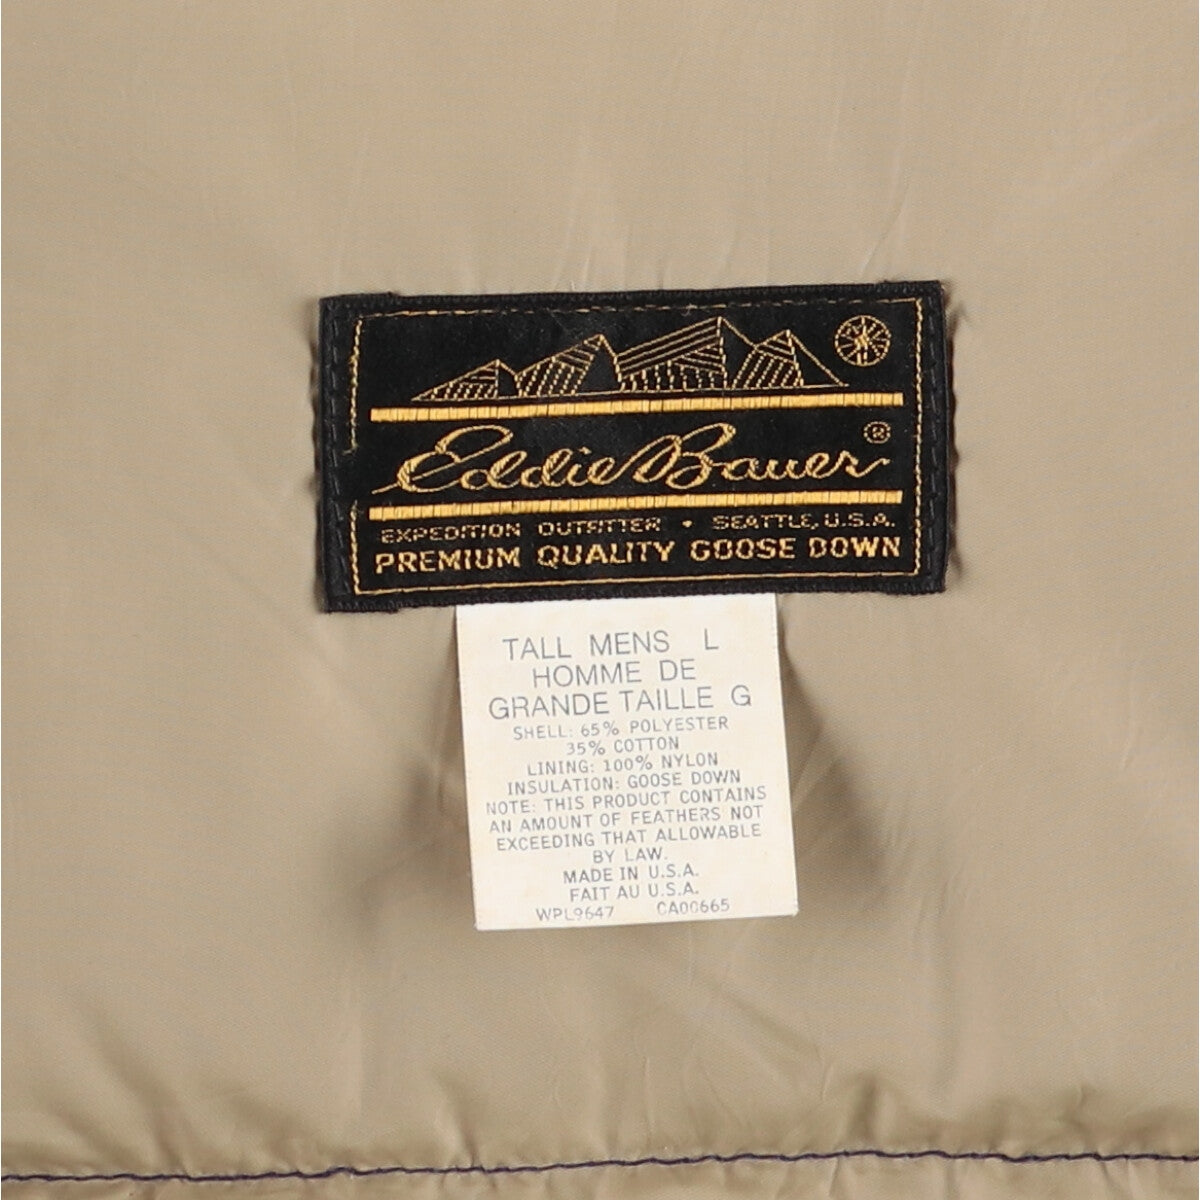 Eddie Bauer ®
EXPEDITION OUTFITTER • SEATTLE, U.S.A.
PREMIUM QUALITY GOOSE DOWN
TALL MENS L
HOMME DE
GRANDE TAILLE G
SHELL: 65% POLYESTER
35% COTTON
LINING: 100% NYLON
INSULATION: GOOSE DOWN
NOTE: THIS PRODUCT CONTAINS
AN AMOUNT OF FEATHERS NOT
EXCEEDING THAT ALLOWABLE
BY LAW.
MADE IN U.S.A.
FAIT AU U.S.A.
WPL9647 CA00665